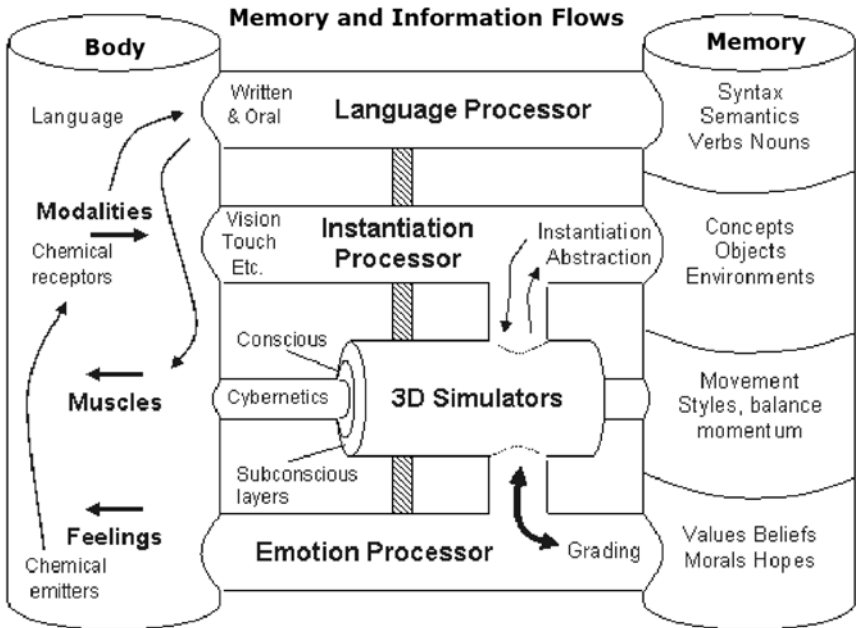 Memory and Information Flows
Body
Language
Modalities
Chemical
receptors
Muscles
Feelings
Chemical
emitters
Written
& Oral
Language Processor
Vision
Touch
Etc.
Instantiation
Processor
Instantiation
Abstraction
Conscious
Cybernetics
3D Simulators
Subconscious
layers
Emotion Processor
Grading
Memory
Syntax
Semantics
Verbs Nouns
Concepts
Objects
Environments
Movement
Styles, balance
momentum
Values Beliefs
Morals Hopes